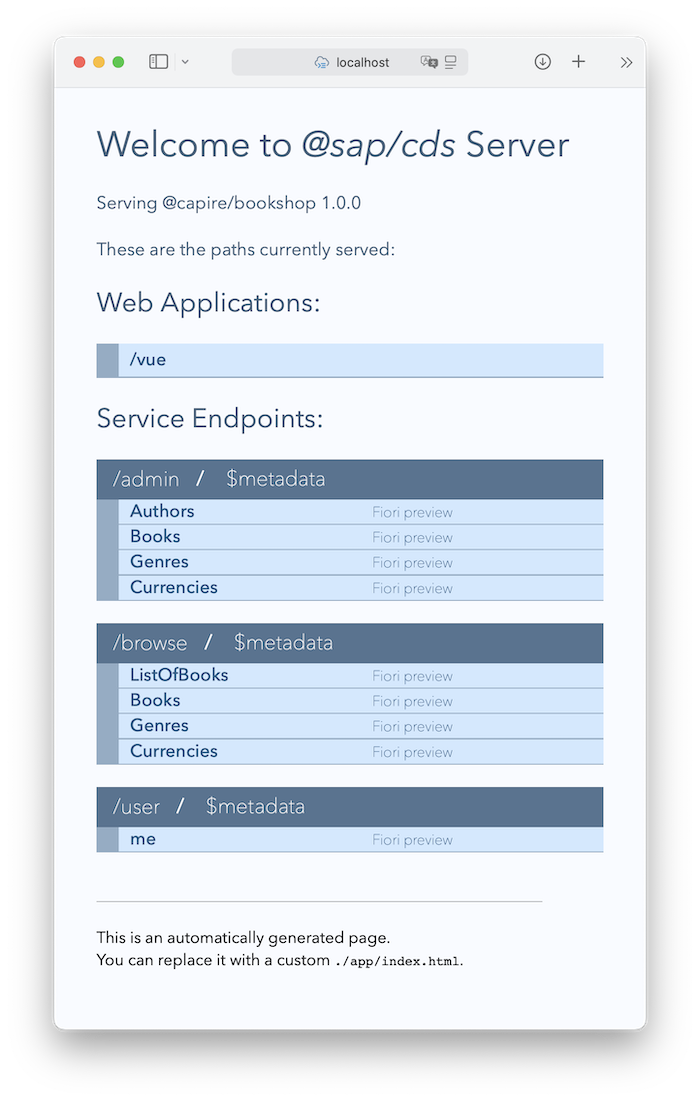 localhost
Welcome to @sap/cds Server
Serving @capire/bookshop 1.0.0
These are the paths currently served:
Web Applications:
/vue
Service Endpoints:
/admin / $metadata
Authors Fiori preview
Books Fiori preview
Genres Fiori preview
Currencies Fiori preview
/browse / $metadata
ListOfBooks Fiori preview
Books Fiori preview
Genres Fiori preview
Currencies Fiori preview
/user / $metadata
me Fiori preview
This is an automatically generated page.
You can replace it with a custom ./app/index.html.